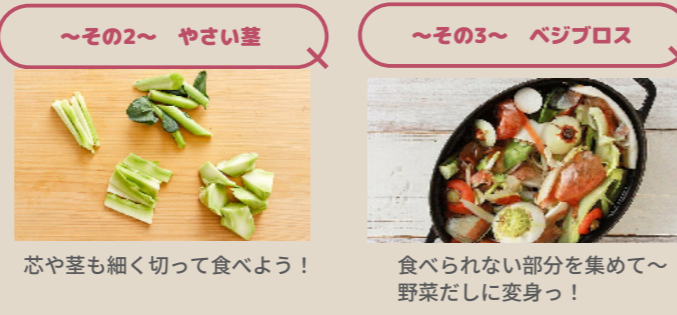 ～その2～　やさい茎
～その3～　ベジブロス
芯や茎も細く切って食べよう！
食べられない部分を集めて～
野菜だしに変身っ！